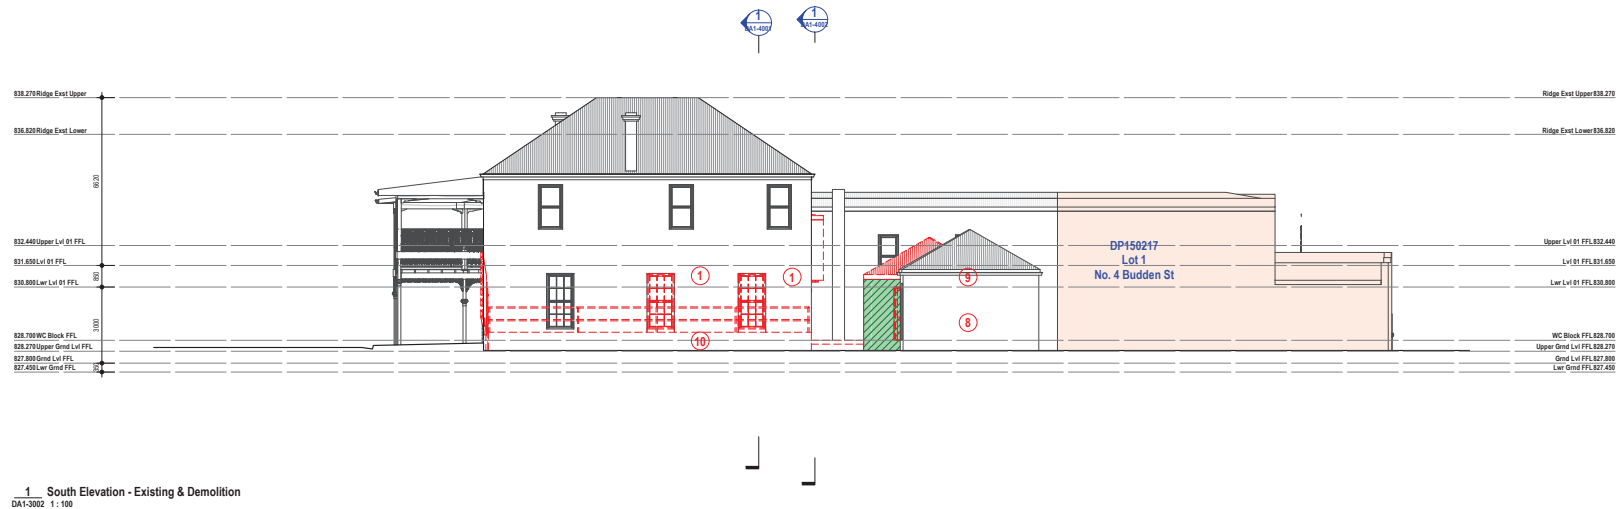 1
DA1-4001
1
DA1-4002
838.270 Ridge Exst Upper
Ridge Exst Upper 838.270
836.820 Ridge Exst Lower
Ridge Exst Lower 836.820
6620
832.440 Upper Lvl 01 FFL
Upper Lvl 01 FFL 832.440
DP150217
Lot 1
No. 4 Budden St
831.650 Lvl 01 FFL
Lvl 01 FFL 831.650
850
1
1
9
830.800 Lwr Lvl 01 FFL
Lwr Lvl 01 FFL 830.800
3000
8
828.700 WC Block FFL
WC Block FFL 828.700
10
828.270 Upper Grnd Lvl FFL
Upper Grnd Lvl FFL 828.270
827.800 Grnd Lvl FFL
Grnd Lvl FFL 827.800
350
827.450 Lwr Grnd FFL
Lwr Grnd FFL 827.450
1 South Elevation - Existing & Demolition
DA1-3002 1 : 100